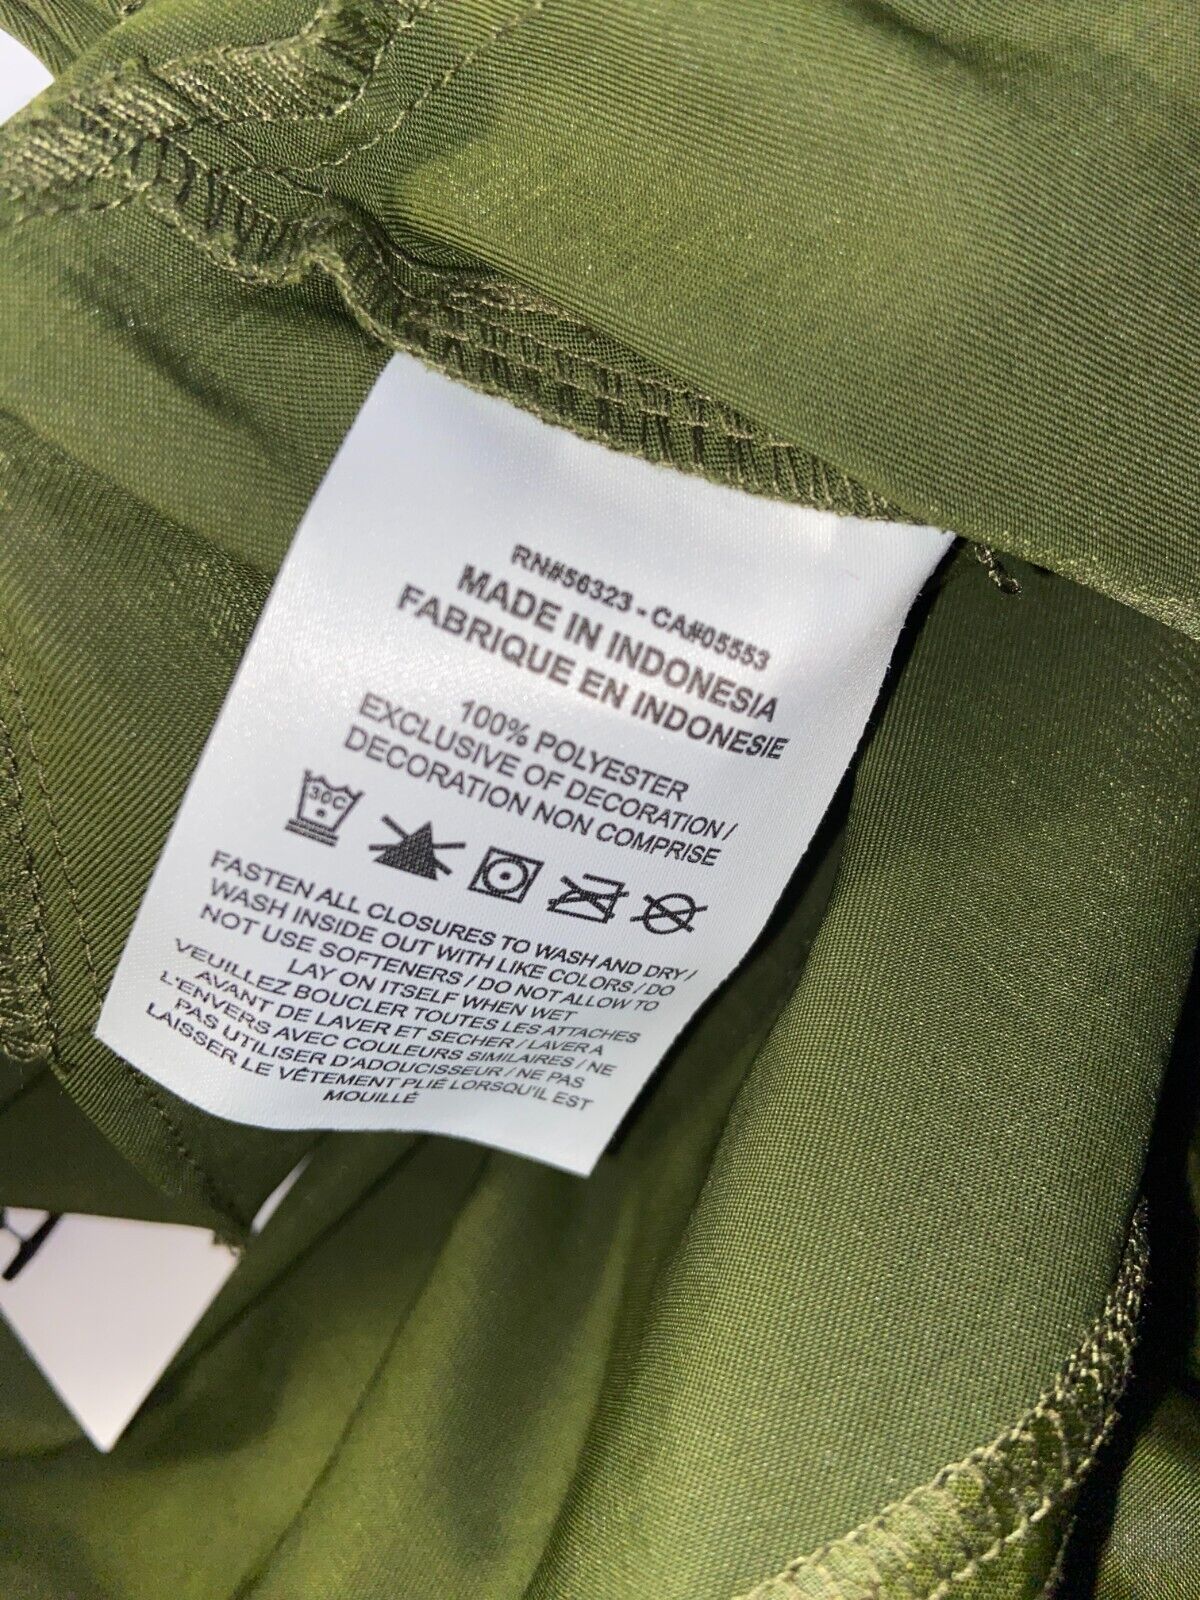 RN#56323 - CA#05553
MADE IN INDONESIA
FABRIQUE EN INDONESIE
100% POLYESTER
EXCLUSIVE OF DECORATION /
DECORATION NON COMPRISE
30C
FASTEN ALL CLOSURES TO WASH AND DRY /
WASH INSIDE OUT WITH LIKE COLORS / DO
NOT USE SOFTENERS / DO NOT ALLOW TO
LAY ON ITSELF WHEN WET
VEUILLEZ BOUCLER TOUTES LES ATTACHES
AVANT DE LAVER ET SECHER / LAVER A
L'ENVERS AVEC COULEURS SIMILAIRES / NE
PAS UTILISER D'ADOUCISSEUR / NE PAS
LAISSER LE VÊTEMENT PLIÉ LORSQU'IL EST
MOUILLÉ